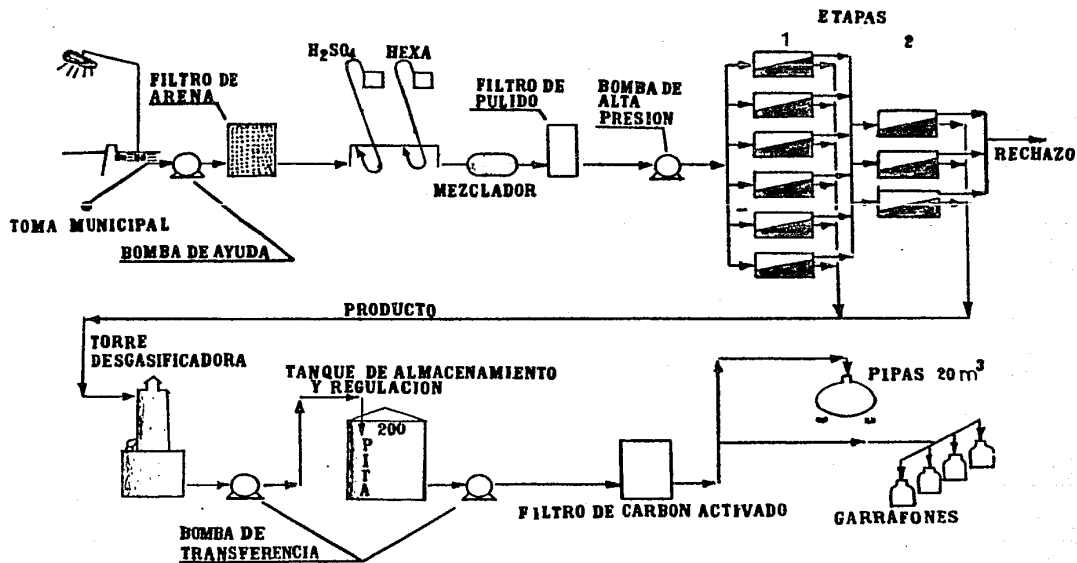 ETAPAS
1 2
H₂SO₄ HEXA
FILTRO DE
ARENA
FILTRO DE
PULIDO
BOMBA DE
ALTA
PRESION
MEZCLADOR
RECHAZO
TOMA MUNICIPAL
BOMBA DE AYUDA
PRODUCTO
TORRE
DESGASIFICADORA
TANQUE DE ALMACENAMIENTO
Y REGULACION
200
PITA
PIPAS 20 m³
FILTRO DE CARBON ACTIVADO
GARRAFONES
BOMBA DE
TRANSFERENCIA